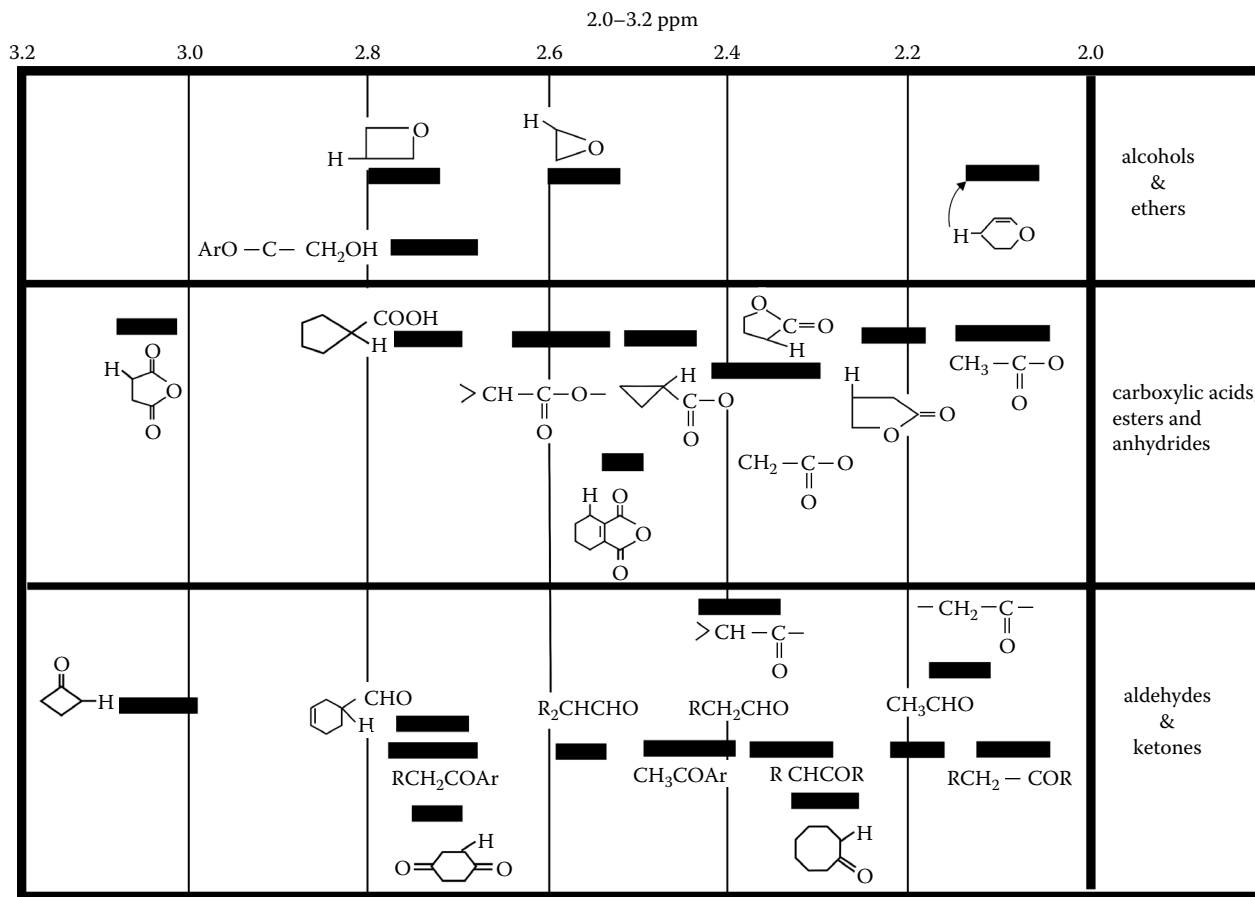 2.0–3.2 ppm
3.2 3.0 2.8 2.6 2.4 2.2 2.0
O
H
H
O
ArO — C — CH₂OH
H
O
alcohols
&
ethers
O
H
O
O
COOH
H
> CH — C — O —
O
H
C — O
O
H
O
O
O
O
C = O
H
CH₂ — C — O
O
H
O
O
CH₃ — C — O
O
carboxylic acids,
esters and
anhydrides
O
H
CHO
H
RCH₂COAr
H
O
O
R₂CHCHO
CH₃COAr
> CH — C —
O
RCH₂CHO
R CHCOR
H
O
— CH₂ — C —
O
CH₃CHO
RCH₂ — COR
aldehydes
&
ketones